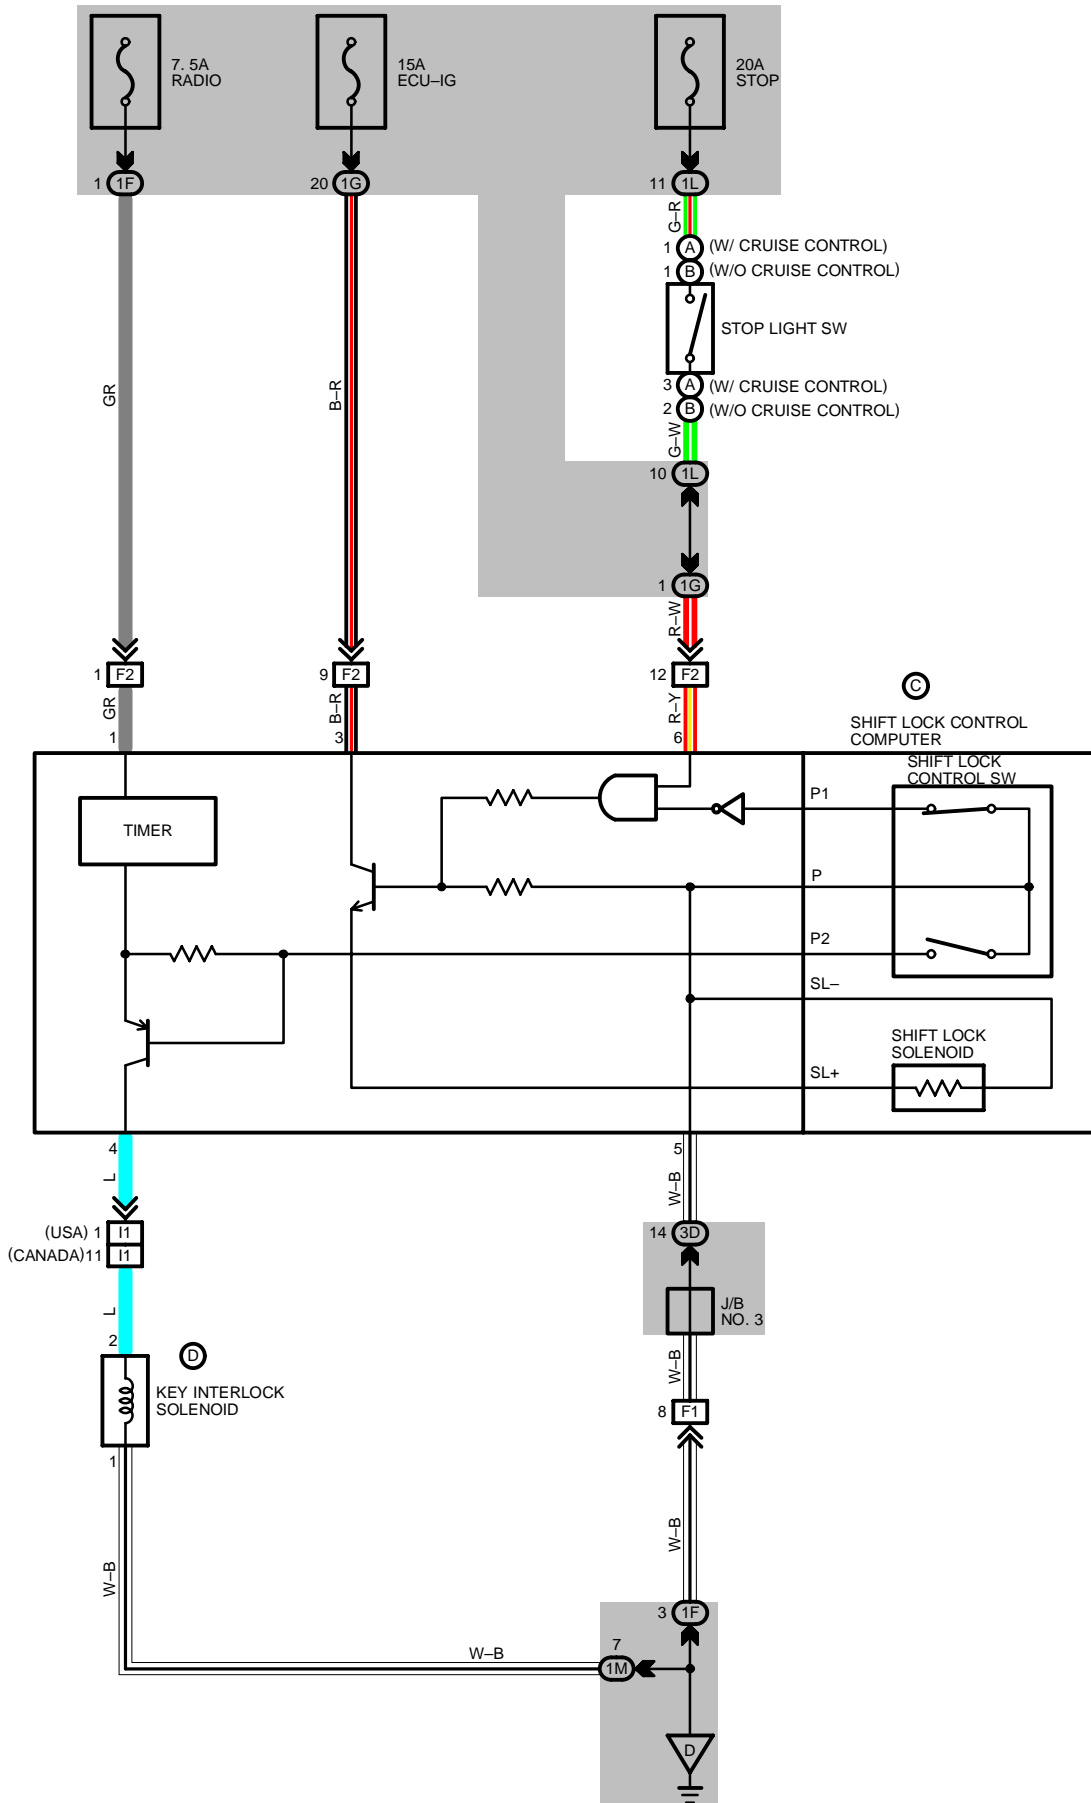 7. 5A
RADIO
15A
ECU–IG
20A
STOP
1 1F
20 1G
11 1L
G–R
1 A (W/ CRUISE CONTROL)
1 B (W/O CRUISE CONTROL)
STOP LIGHT SW
3 A (W/ CRUISE CONTROL)
2 B (W/O CRUISE CONTROL)
GR
B–R
G–W
10 1L
1 1G
R–W
1 F2
9 F2
12 F2
C
GR
B–R
R–Y
1
3
6
SHIFT LOCK CONTROL
COMPUTER
SHIFT LOCK
CONTROL SW
TIMER
P1
P
P2
SL–
SHIFT LOCK
SOLENOID
SL+
4
5
L
W–B
(USA) 1 I1
(CANADA)11 I1
14 3D
J/B
NO. 3
L
2
D
KEY INTERLOCK
SOLENOID
1
W–B
8 F1
W–B
W–B
3 1F
W–B
7
1M
D